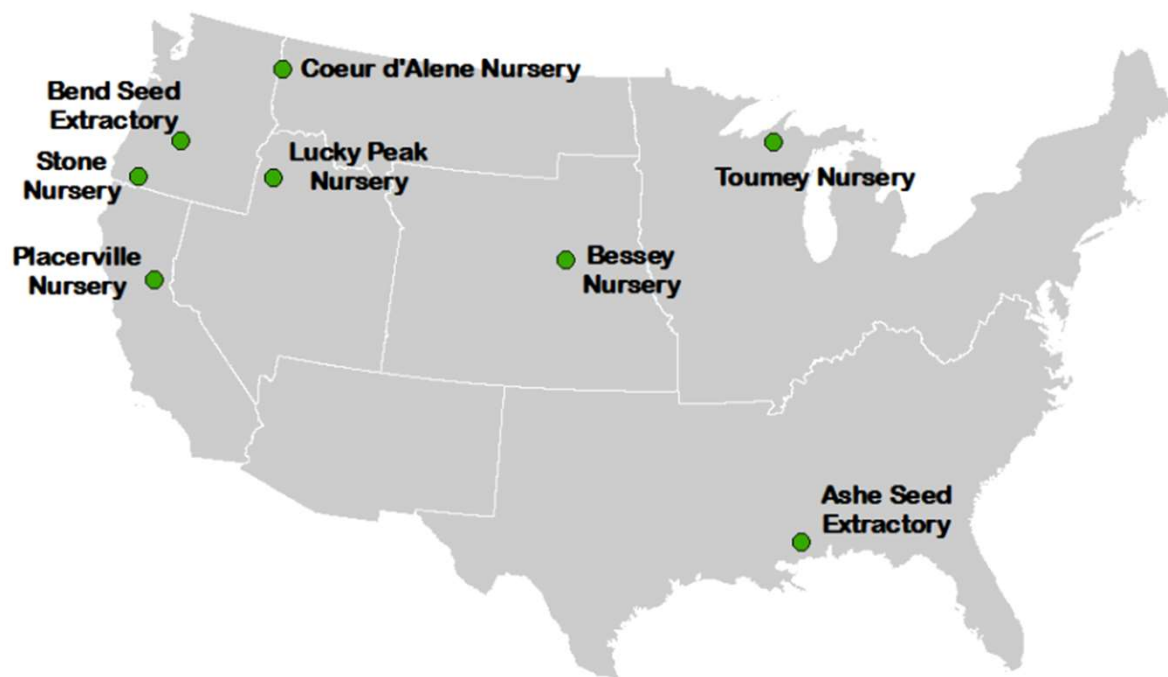 Coeur d'Alene Nursery
Bend Seed
Extractory
Stone
Nursery
Lucky Peak
Nursery
Toumey Nursery
Placerville
Nursery
Bessey
Nursery
Ashe Seed
Extractory